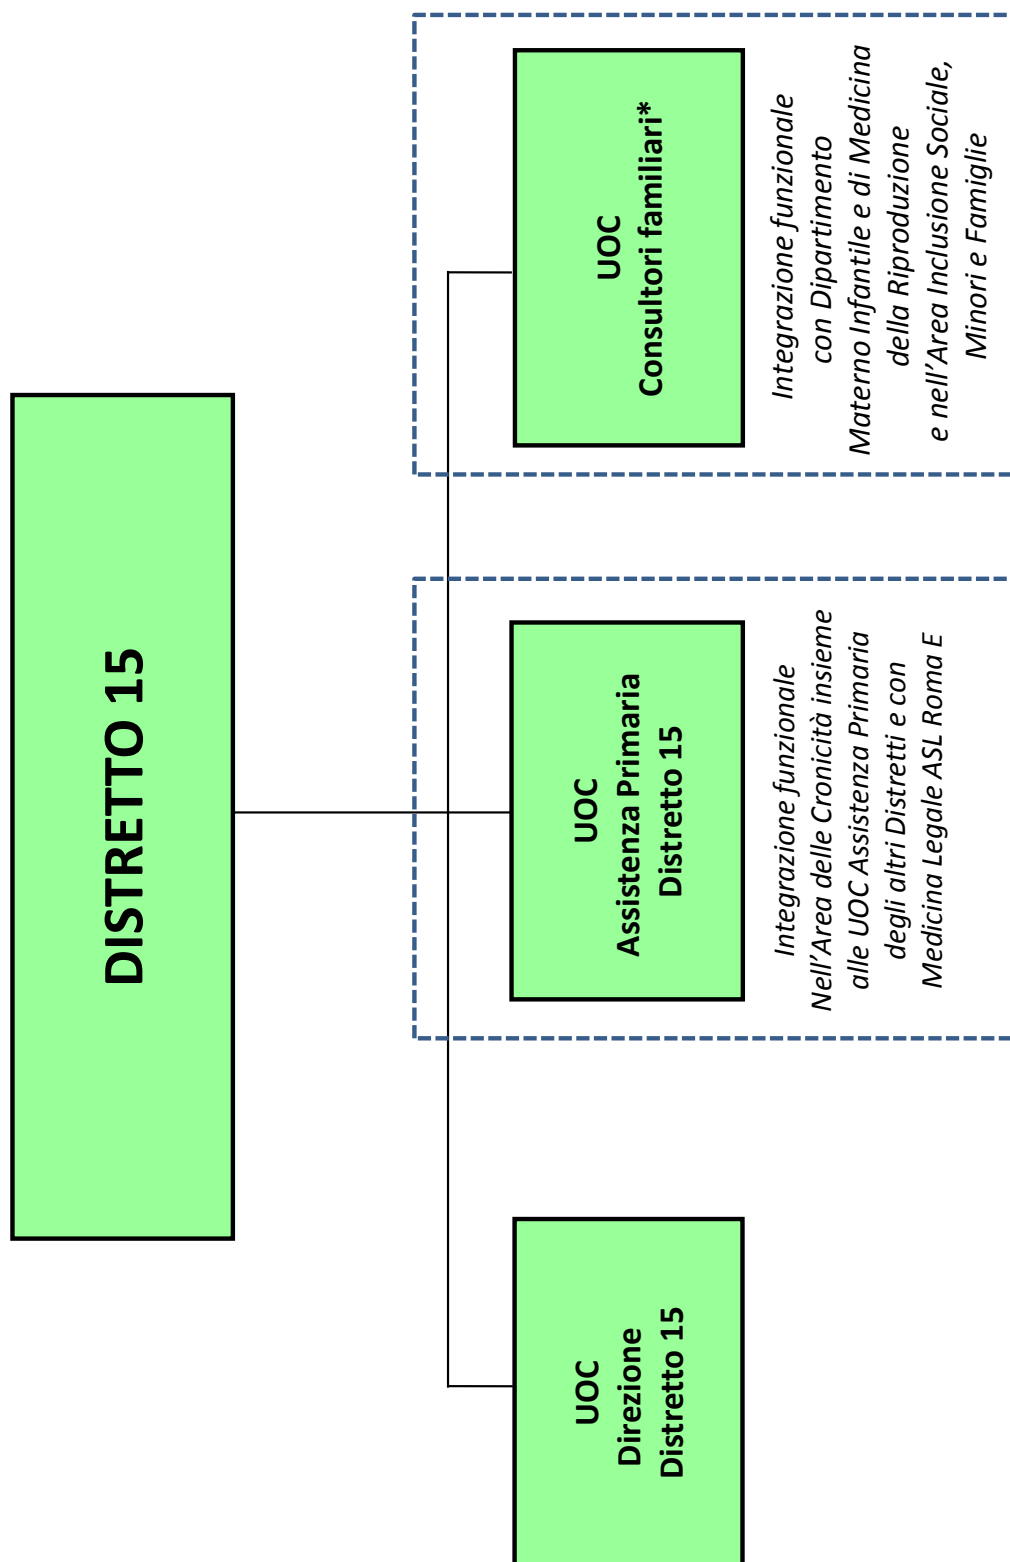 DISTRETTO 15
UOC
Direzione
Distretto 15
UOC
Assistenza Primaria
Distretto 15
Integrazione funzionale
Nell’Area delle Cronicità insieme
alle UOC Assistenza Primaria
degli altri Distretti e con
Medicina Legale ASL Roma E
UOC
Consultori familiari*
Integrazione funzionale
con Dipartimento
Materno Infantile e di Medicina
della Riproduzione
e nell’Area Inclusione Sociale,
Minori e Famiglie